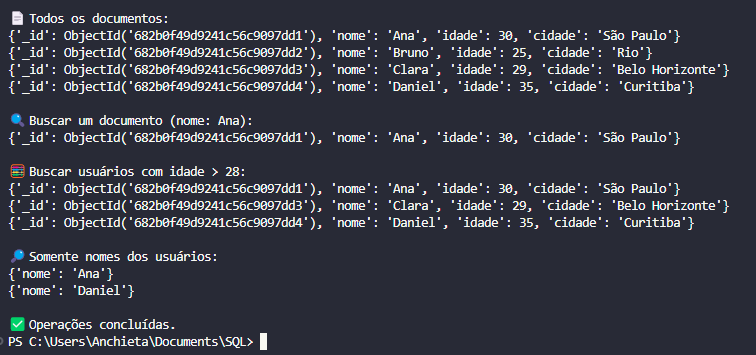 📄 Todos os documentos:
{'_id': ObjectId('682b0f49d9241c56c9097dd1'), 'nome': 'Ana', 'idade': 30, 'cidade': 'São Paulo'}
{'_id': ObjectId('682b0f49d9241c56c9097dd2'), 'nome': 'Bruno', 'idade': 25, 'cidade': 'Rio'}
{'_id': ObjectId('682b0f49d9241c56c9097dd3'), 'nome': 'Clara', 'idade': 29, 'cidade': 'Belo Horizonte'}
{'_id': ObjectId('682b0f49d9241c56c9097dd4'), 'nome': 'Daniel', 'idade': 35, 'cidade': 'Curitiba'}
🔍 Buscar um documento (nome: Ana):
{'_id': ObjectId('682b0f49d9241c56c9097dd1'), 'nome': 'Ana', 'idade': 30, 'cidade': 'São Paulo'}
🧮 Buscar usuários com idade > 28:
{'_id': ObjectId('682b0f49d9241c56c9097dd1'), 'nome': 'Ana', 'idade': 30, 'cidade': 'São Paulo'}
{'_id': ObjectId('682b0f49d9241c56c9097dd3'), 'nome': 'Clara', 'idade': 29, 'cidade': 'Belo Horizonte'}
{'_id': ObjectId('682b0f49d9241c56c9097dd4'), 'nome': 'Daniel', 'idade': 35, 'cidade': 'Curitiba'}
🔎 Somente nomes dos usuários:
{'nome': 'Ana'}
{'nome': 'Daniel'}
✅ Operações concluídas.
PS C:\Users\Anchieta\Documents\SQL>